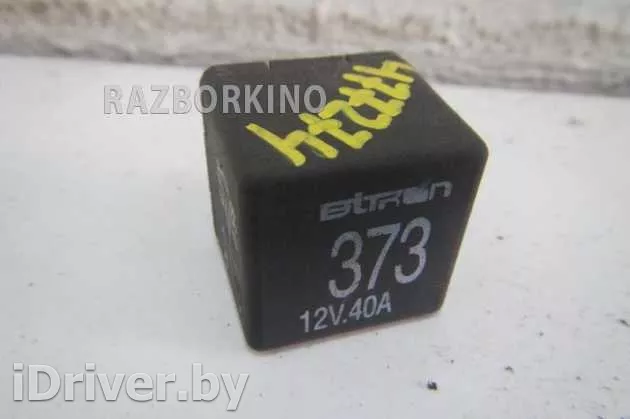 RAZBORKINO
Bitron
373
12V.40A
iDriver.by